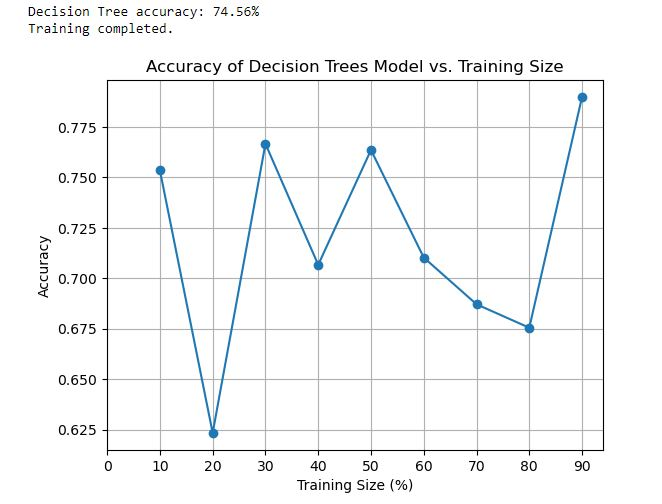 Decision Tree accuracy: 74.56%
Training completed.
Accuracy of Decision Trees Model vs. Training Size
0.775
0.750
0.725
0.700
0.675
0.650
0.625
Accuracy
0 10 20 30 40 50 60 70 80 90
Training Size (%)